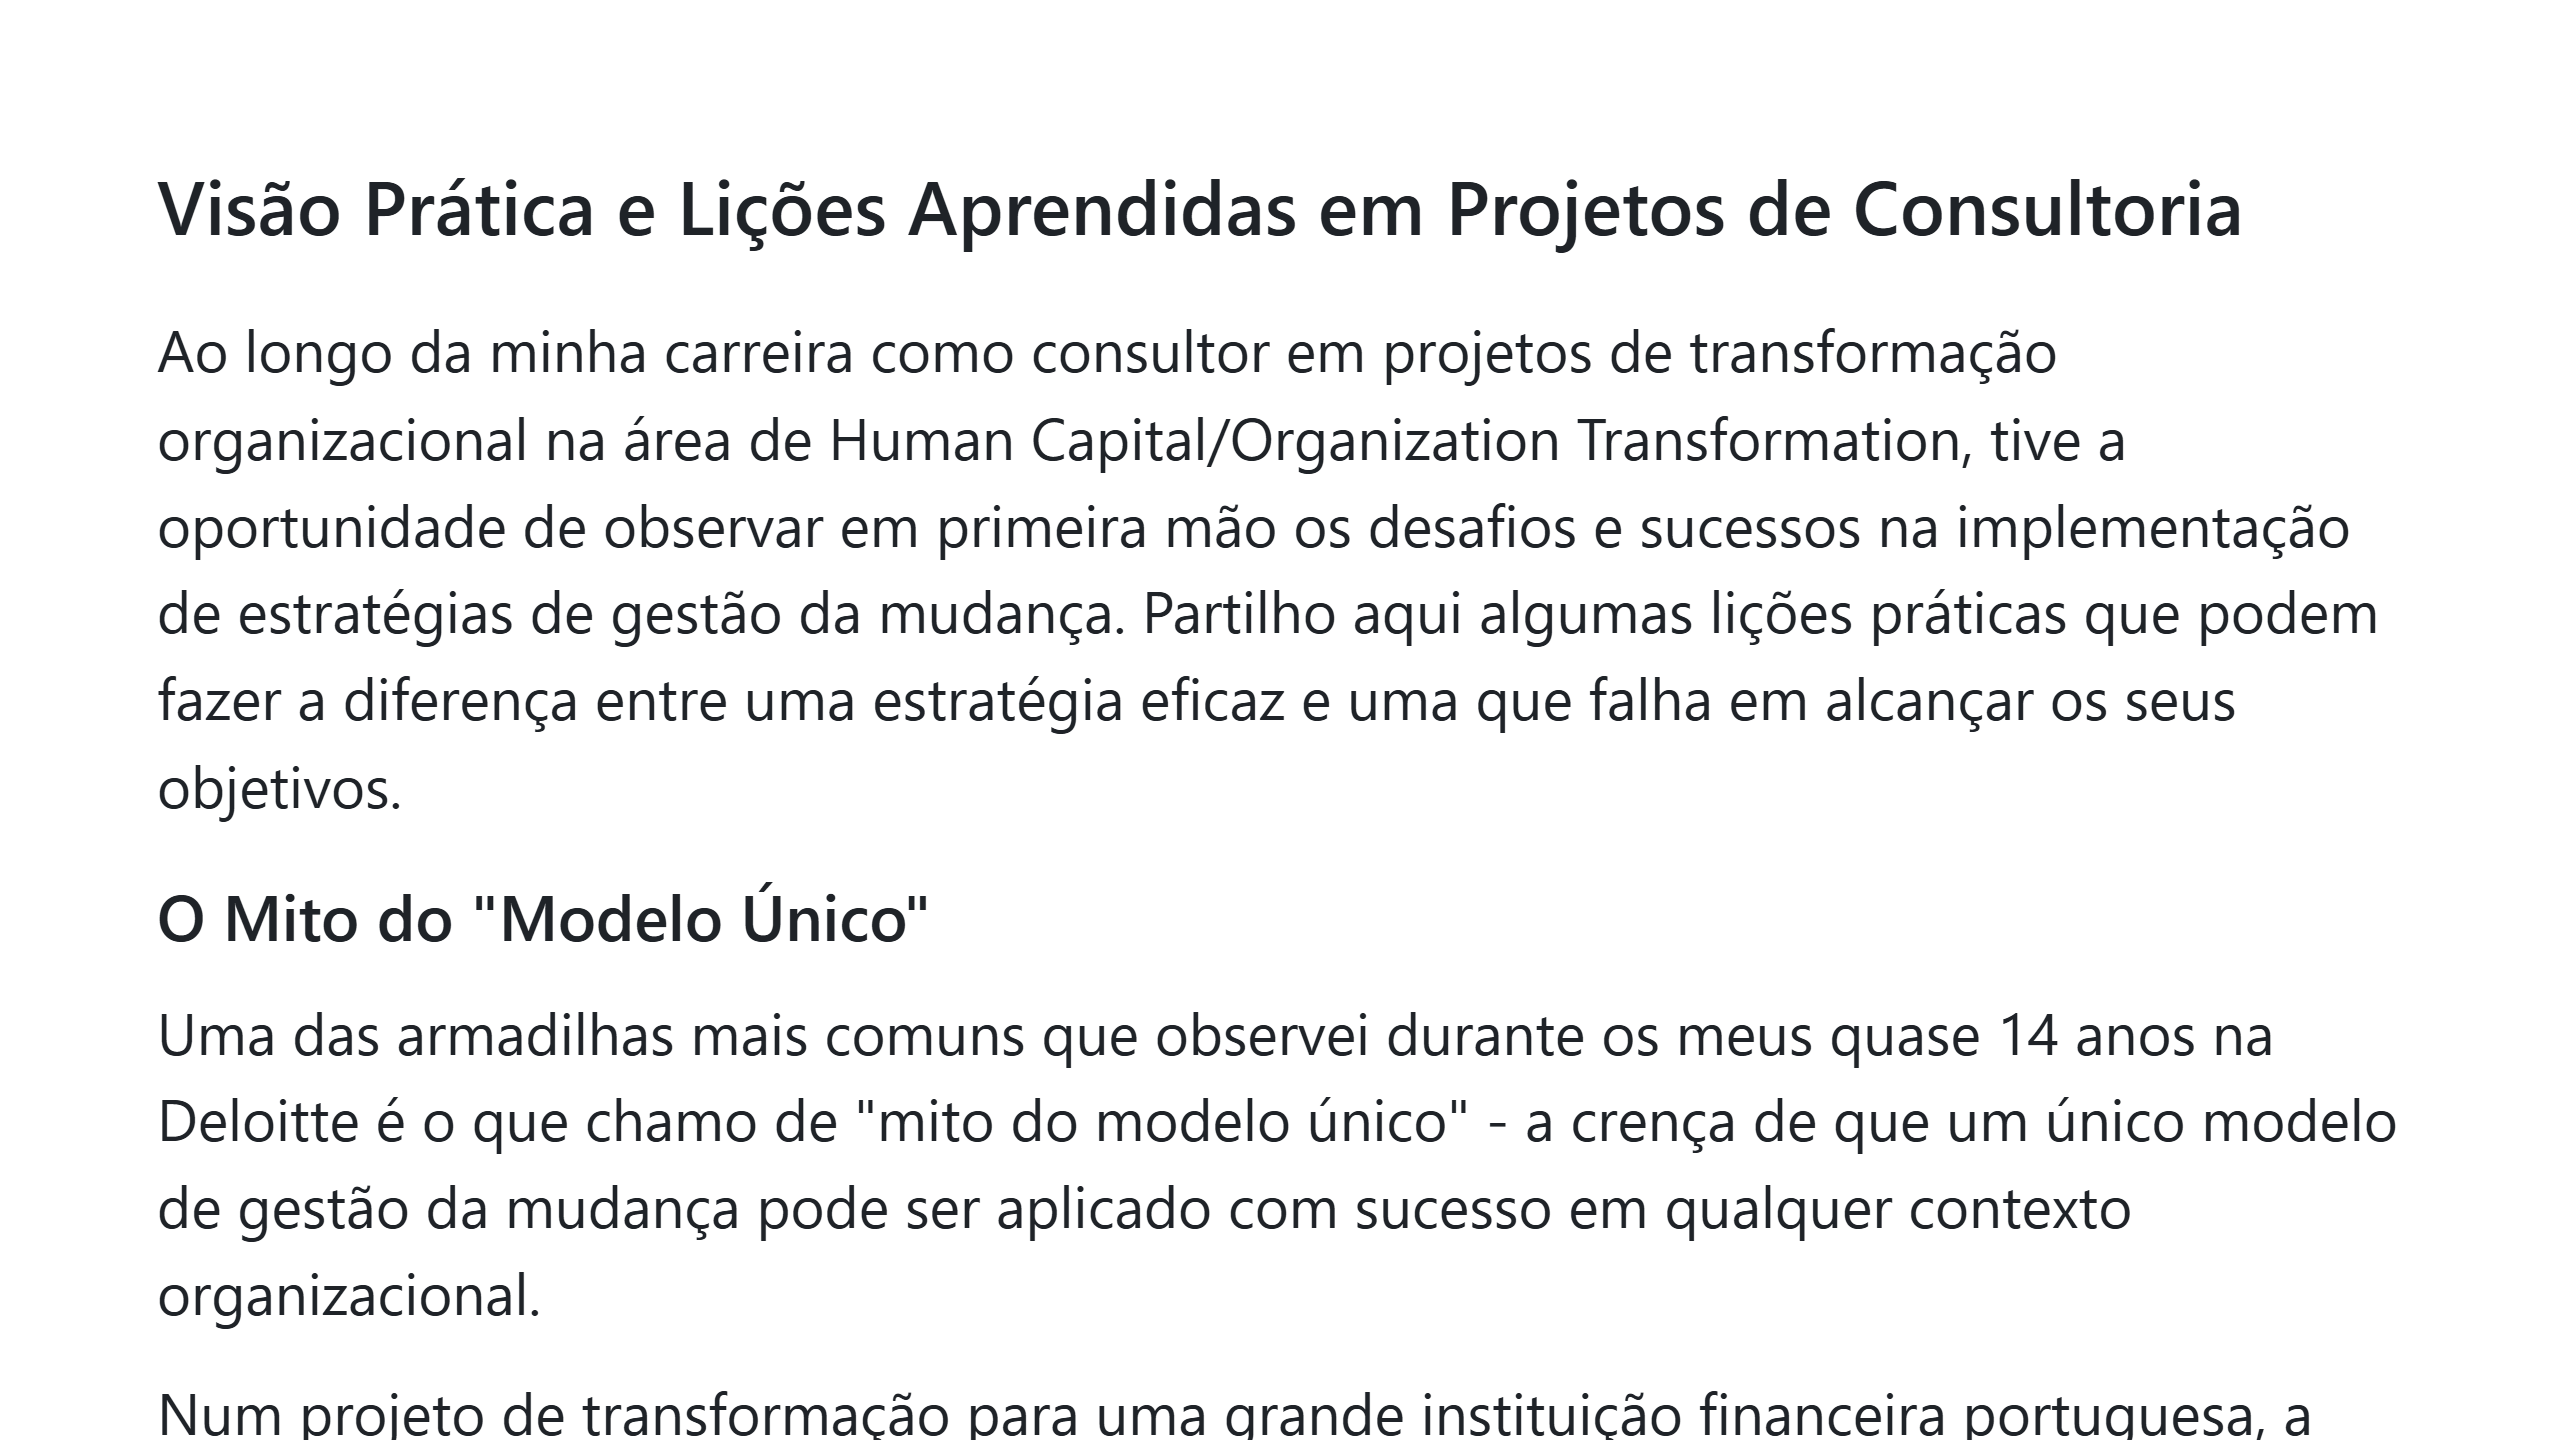 Visão Prática e Lições Aprendidas em Projetos de Consultoria
Ao longo da minha carreira como consultor em projetos de transformação
organizacional na área de Human Capital/Organization Transformation, tive a
oportunidade de observar em primeira mão os desafios e sucessos na implementação
de estratégias de gestão da mudança. Partilho aqui algumas lições práticas que podem
fazer a diferença entre uma estratégia eficaz e uma que falha em alcançar os seus
objetivos.
O Mito do "Modelo Único"
Uma das armadilhas mais comuns que observei durante os meus quase 14 anos na
Deloitte é o que chamo de "mito do modelo único" - a crença de que um único modelo
de gestão da mudança pode ser aplicado com sucesso em qualquer contexto
organizacional.
Num projeto de transformação para uma grande instituição financeira portuguesa, a